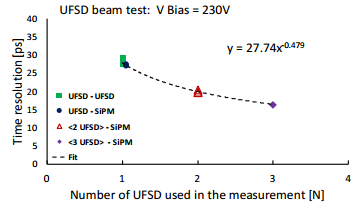 UFSD beam test: V Bias = 230V
40
35
30
25
20
15
10
5
0
Time resolution [ps]
y = 27.74x-0.479
UFSD - UFSD
UFSD - SiPM
<2 UFSD> - SiPM
<3 UFSD> - SiPM
Fit
0 1 2 3 4
Number of UFSD used in the measurement [N]